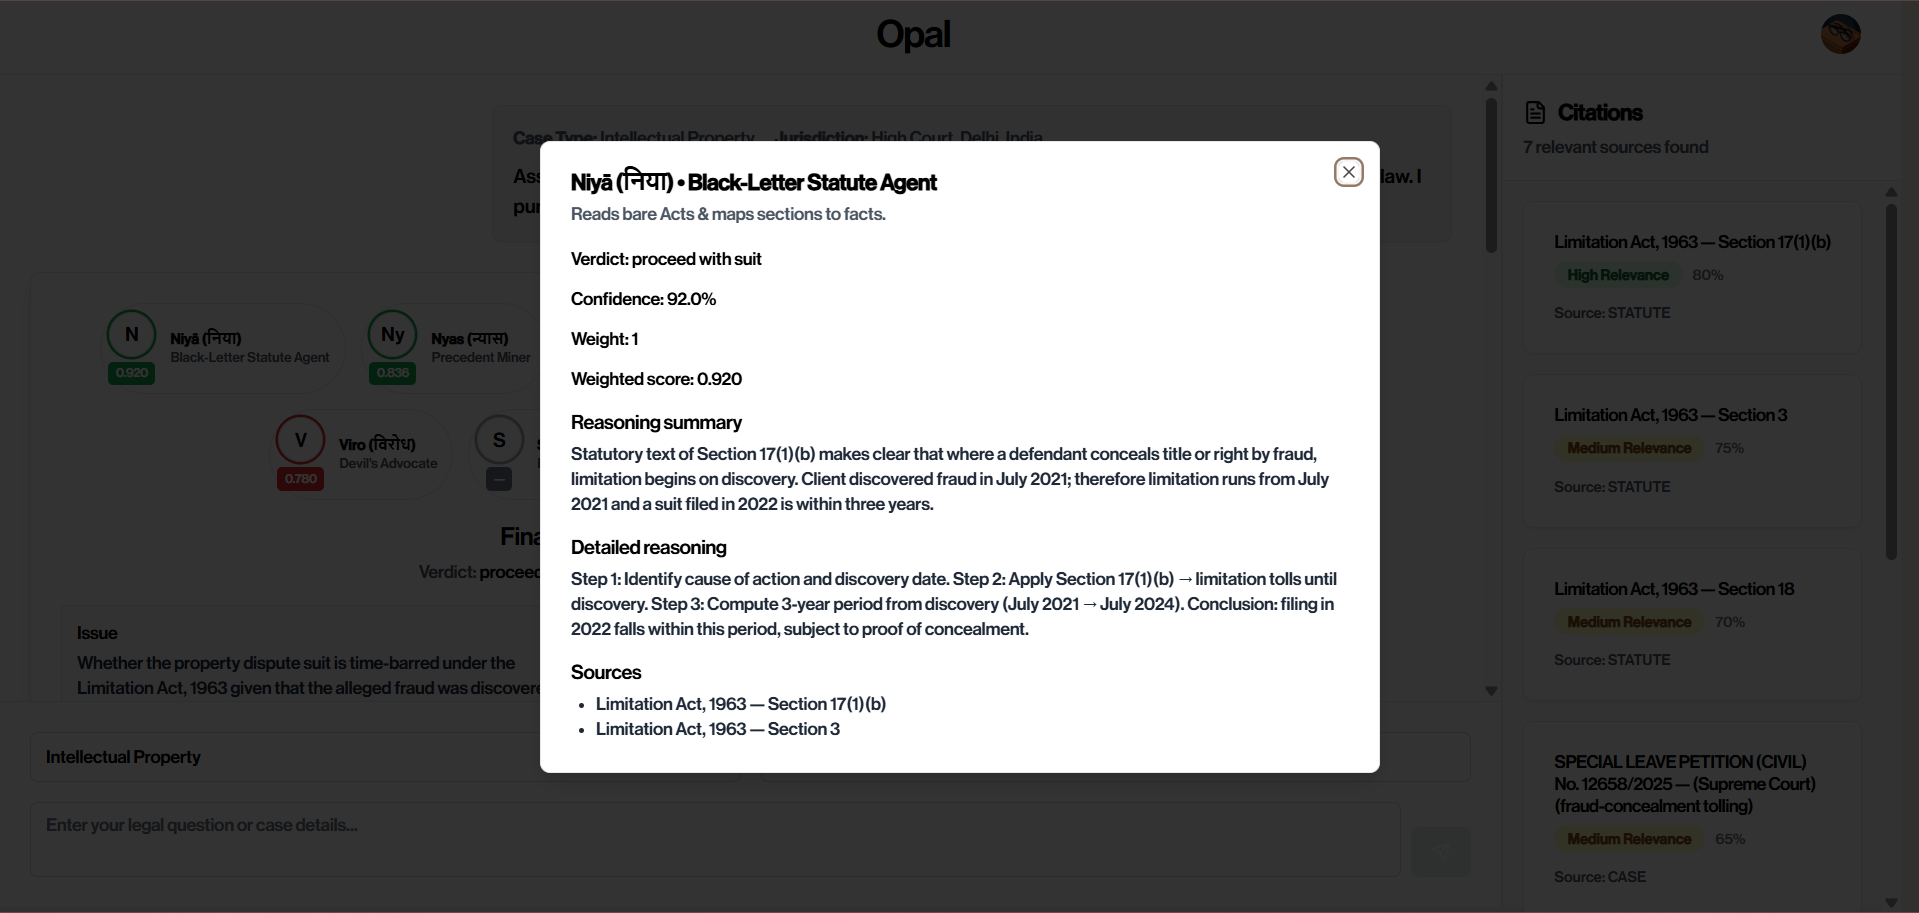 Opal
Case Type: Intellectual Property Jurisdiction: High Court, Delhi, India
law. I
Niyā (निया) • Black-Letter Statute Agent
Reads bare Acts & maps sections to facts.
Verdict: proceed with suit
Confidence: 92.0%
Weight: 1
Weighted score: 0.920
Reasoning summary
Statutory text of Section 17(1)(b) makes clear that where a defendant conceals title or right by fraud,
limitation begins on discovery. Client discovered fraud in July 2021; therefore limitation runs from July
2021 and a suit filed in 2022 is within three years.
Detailed reasoning
Step 1: Identify cause of action and discovery date. Step 2: Apply Section 17(1)(b) → limitation tolls until
discovery. Step 3: Compute 3-year period from discovery (July 2021 → July 2024). Conclusion: filing in
2022 falls within this period, subject to proof of concealment.
Sources
• Limitation Act, 1963 — Section 17(1)(b)
• Limitation Act, 1963 — Section 3
N
Niyā (निया)
Black-Letter Statute Agent
0.920
Ny
Nyas (न्यास)
Precedent Miner
0.836
V
Viro (विरोध)
Devil's Advocate
0.780
S
—
Verdict:
Issue
Whether the property dispute suit is time-barred under the
Limitation Act, 1963 given that the alleged fraud was
Intellectual Property
Enter your legal question or case details...
Citations
7 relevant sources found
Limitation Act, 1963 — Section 17(1)(b)
High Relevance 80%
Source: STATUTE
Limitation Act, 1963 — Section 3
Medium Relevance 75%
Source: STATUTE
Limitation Act, 1963 — Section 18
Medium Relevance 70%
Source: STATUTE
SPECIAL LEAVE PETITION (CIVIL)
No. 12658/2025 — (Supreme Court)
(fraud-concealment tolling)
Medium Relevance 65%
Source: CASE